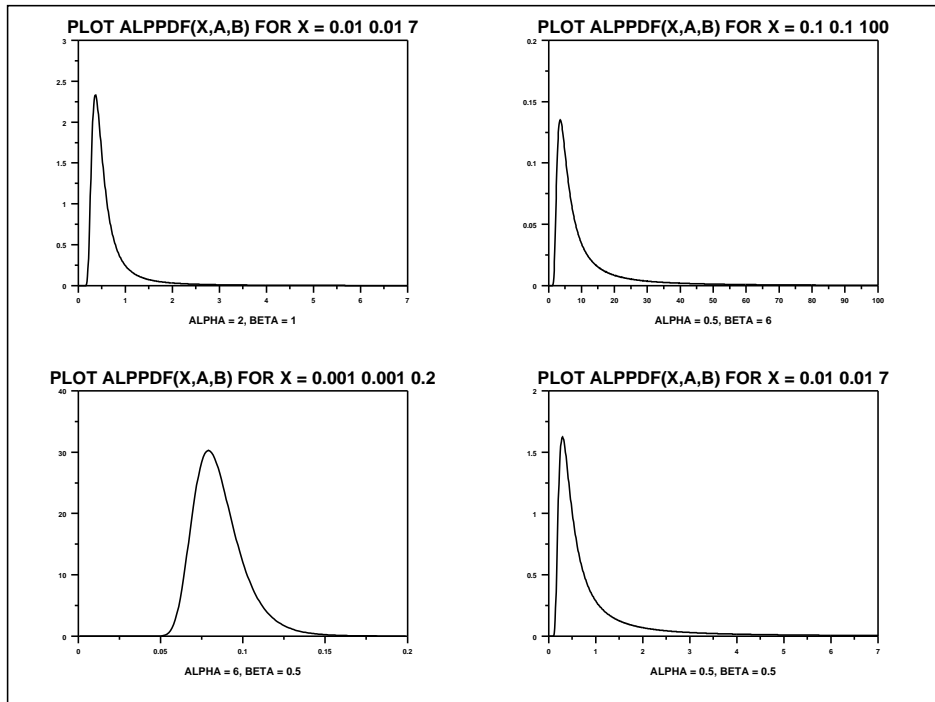 PLOT ALPPDF(X,A,B) FOR X = 0.01 0.01 7
3
2.5
2
1.5
1
0.5
0
0 1 2 3 4 5 6 7
ALPHA = 2, BETA = 1
PLOT ALPPDF(X,A,B) FOR X = 0.1 0.1 100
0.2
0.15
0.1
0.05
0
0 10 20 30 40 50 60 70 80 90 100
ALPHA = 0.5, BETA = 6
PLOT ALPPDF(X,A,B) FOR X = 0.001 0.001 0.2
40
30
20
10
0
0 0.05 0.1 0.15 0.2
ALPHA = 6, BETA = 0.5
PLOT ALPPDF(X,A,B) FOR X = 0.01 0.01 7
2
1.5
1
0.5
0
0 1 2 3 4 5 6 7
ALPHA = 0.5, BETA = 0.5